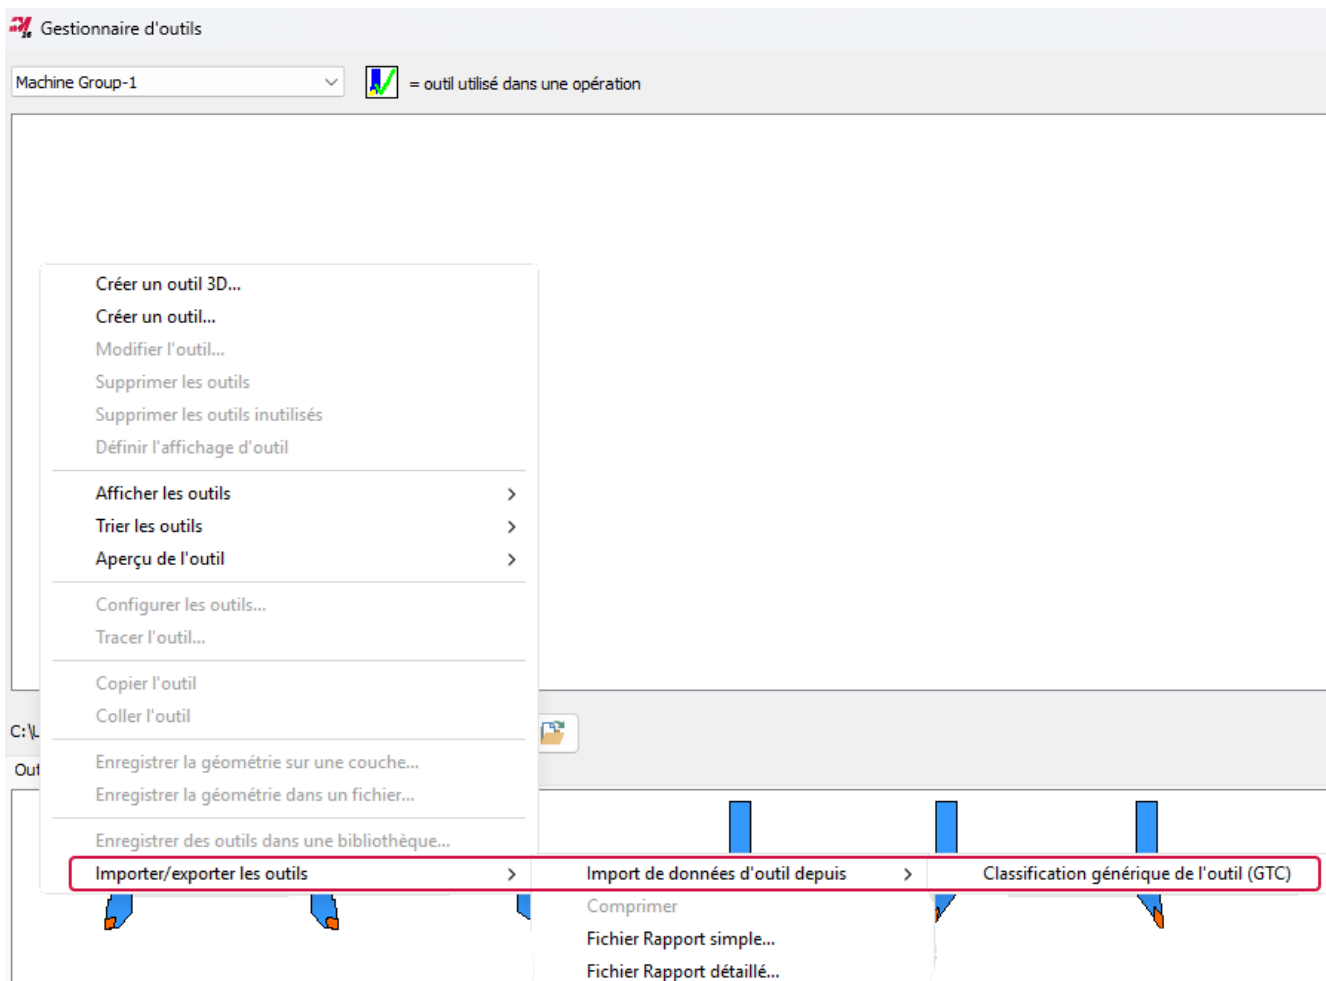 Gestionnaire d'outils
Machine Group-1
= outil utilisé dans une opération
Créer un outil 3D...
Créer un outil...
Modifier l'outil...
Supprimer les outils
Supprimer les outils inutilisés
Définir l'affichage d'outil
Afficher les outils
Trier les outils
Aperçu de l'outil
Configurer les outils...
Tracer l'outil...
Copier l'outil
Coller l'outil
C:\
Enregistrer la géométrie sur une couche...
Enregistrer la géométrie dans un fichier...
Enregistrer des outils dans une bibliothèque...
Importer/exporter les outils
Import de données d'outil depuis
Classification générique de l'outil (GTC)
Comprimer
Fichier Rapport simple...
Fichier Rapport détaillé...